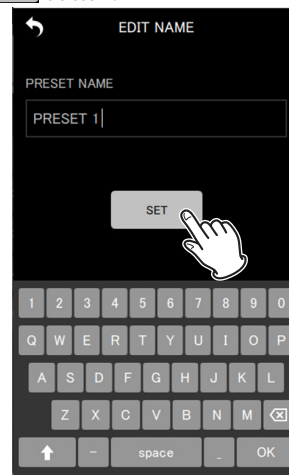 EDIT NAME
PRESET NAME
PRESET 1
SET
1 2 3 4 5 6 7 8 9 0
Q W E R T Y U I O P
A S D F G H J K L
Z X C V B N M
- space _ OK